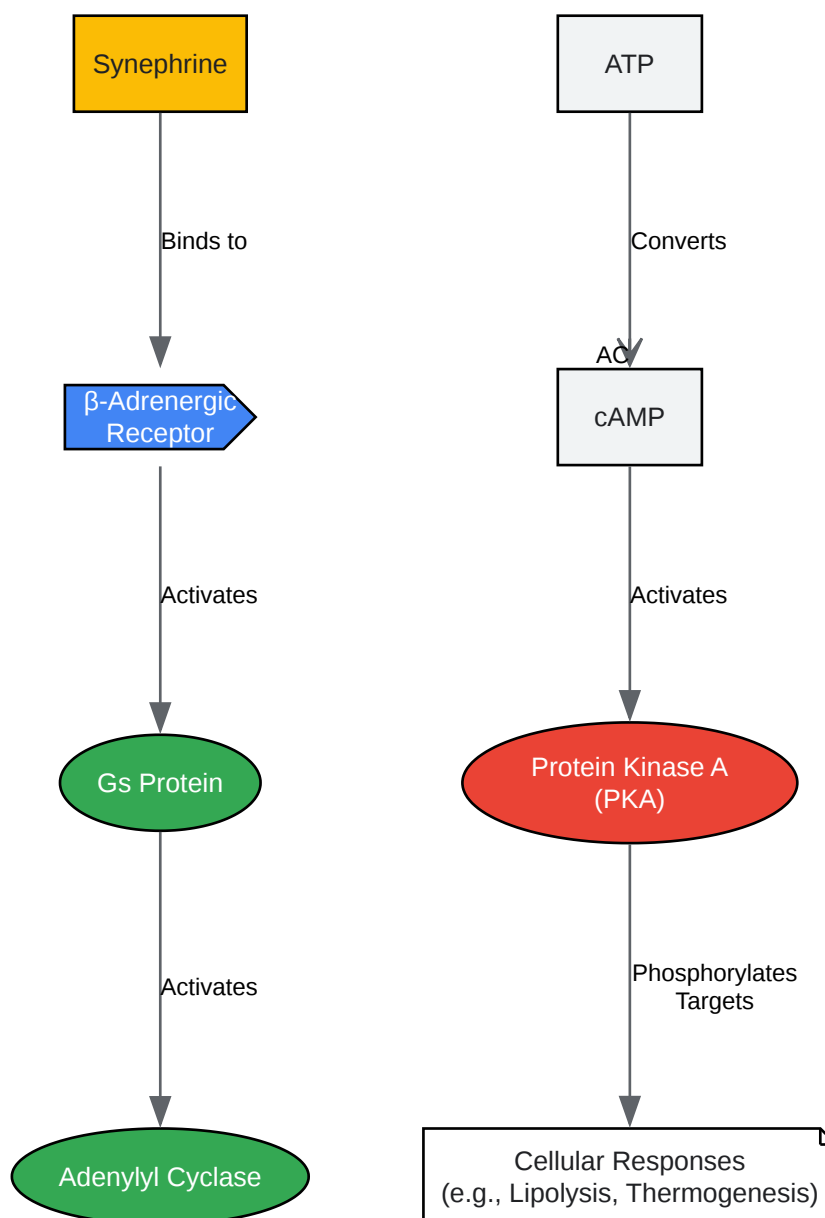 Synephrine
Binds to
β-Adrenergic
Receptor
Activates
Gs Protein
Activates
Adenylyl Cyclase
ATP
Converts
AC
cAMP
Activates
Protein Kinase A
(PKA)
Phosphorylates
Targets
Cellular Responses
(e.g., Lipolysis, Thermogenesis)